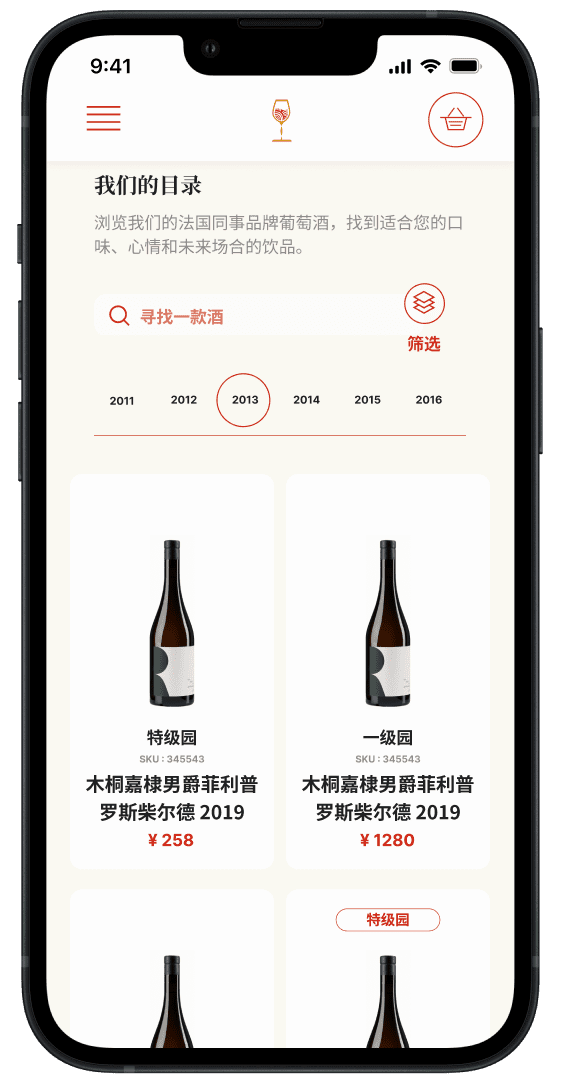 9:41
我们的目录
浏览我们的法国同事品牌葡萄酒，找到适合您的口
味、心情和未来场合的饮品。
寻找一款酒
筛选
2011 2012 2013 2014 2015 2016
特级园
SKU : 345543
木桐嘉棣男爵菲利普
罗斯柴尔德 2019
¥ 258
一级园
SKU : 345543
木桐嘉棣男爵菲利普
罗斯柴尔德 2019
¥ 1280
特级园